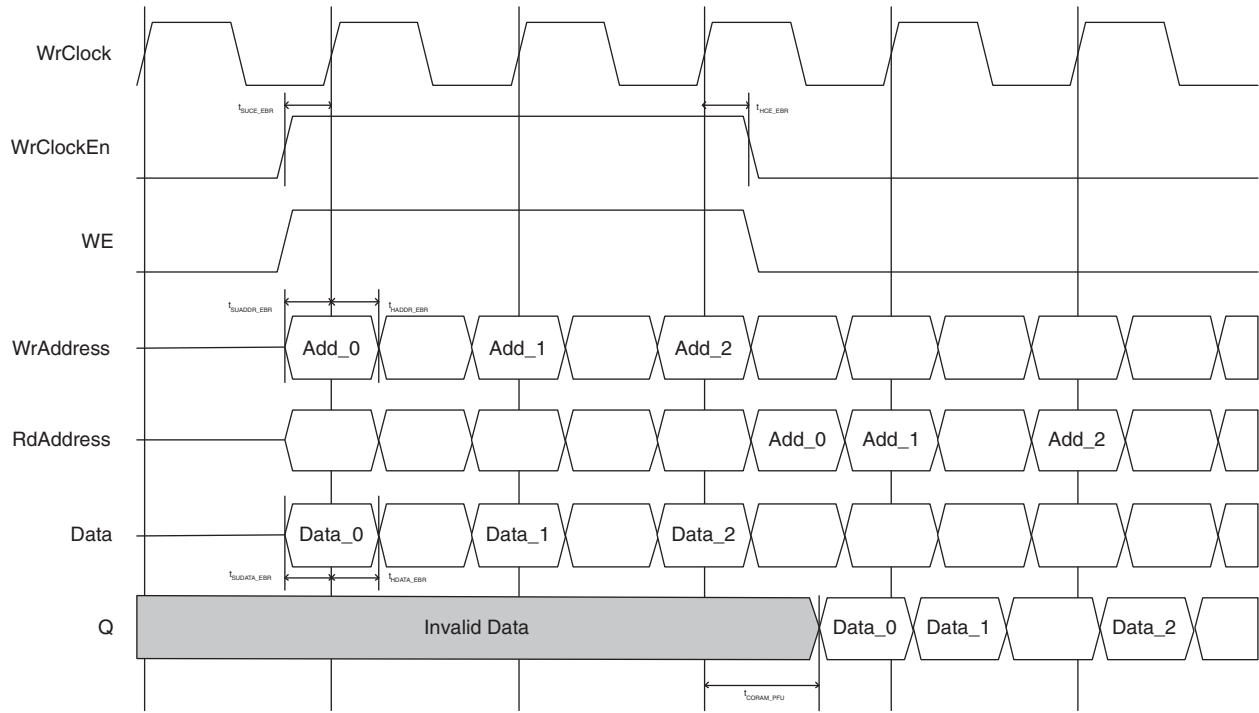 WrClock
tSUCE_EBR tHCE_EBR
WrClockEn
WE
tSUADDR_EBR tHADDR_EBR
WrAddress Add_0 Add_1 Add_2
RdAddress Add_0 Add_1 Add_2
Data Data_0 Data_1 Data_2
tSUDATA_EBR tHDATA_EBR
Q Invalid Data Data_0 Data_1 Data_2
tCORAM_PFU